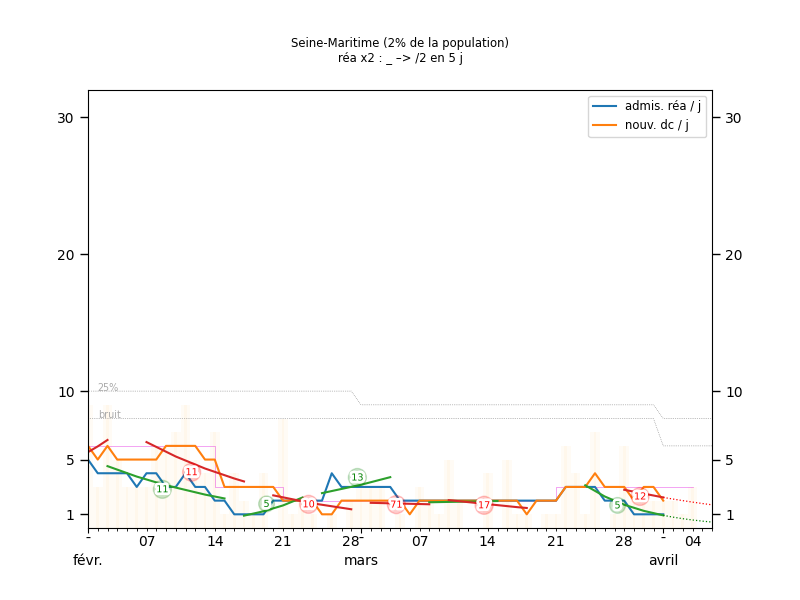 Seine-Maritime (2% de la population)
réa x2 : _ –> /2 en 5 j
admis. réa / j
nouv. dc / j
30 30
20 20
10 10
5 5
1 1
25%
bruit
11 11 5 10 13 71 17 5 12
- 07 14 21 28 - 07 14 21 28 - 04
févr. mars avril